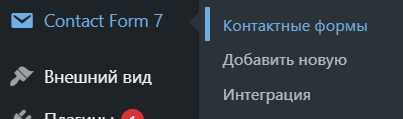 Contact Form 7
Внешний вид
Плагины 1
Контактные формы
Добавить новую
Интеграция